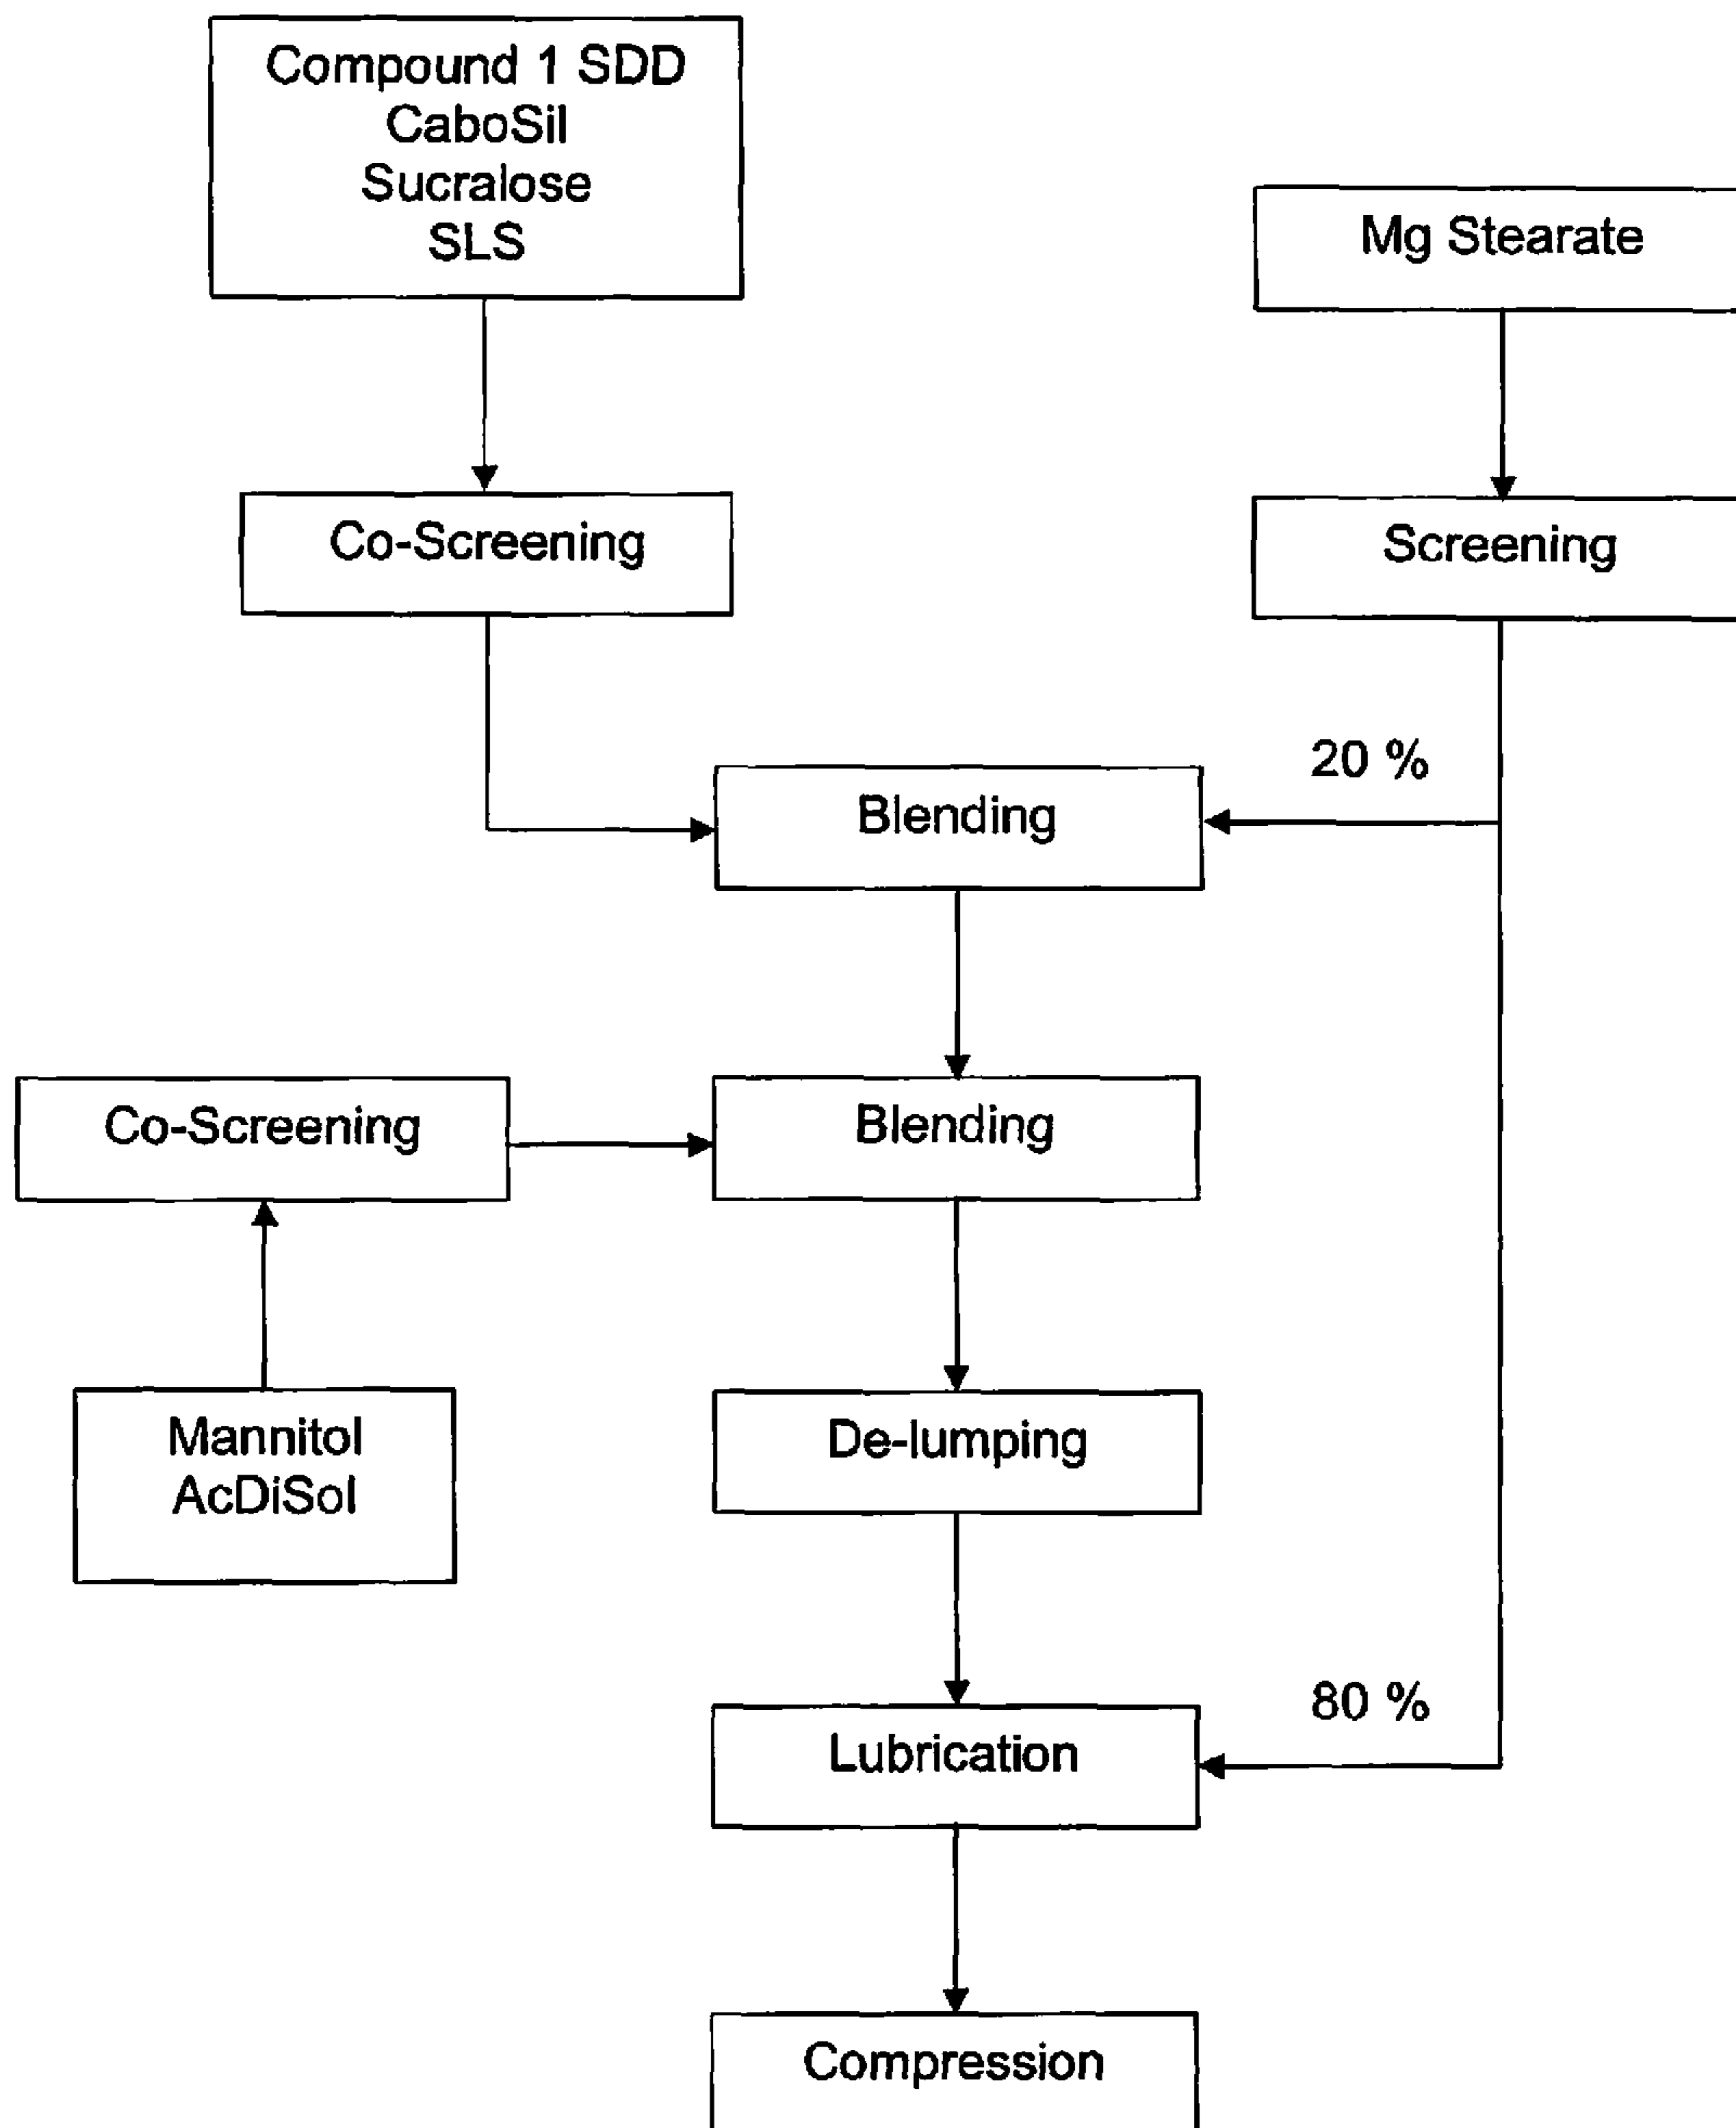 Compound 1 SDD
CaboSil
Sucralose
SLS
Mg Stearate
Co-Screening
Screening
20 %
Blending
Co-Screening
Blending
Mannitol
AcDiSol
De-lumping
80 %
Lubrication
Compression